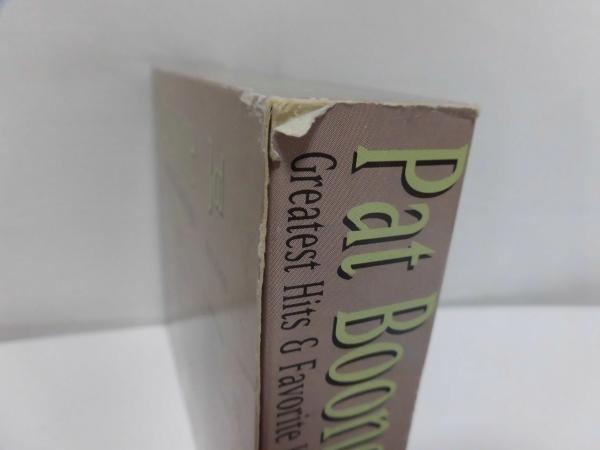 Pat Boone
Greatest Hits & Favorite